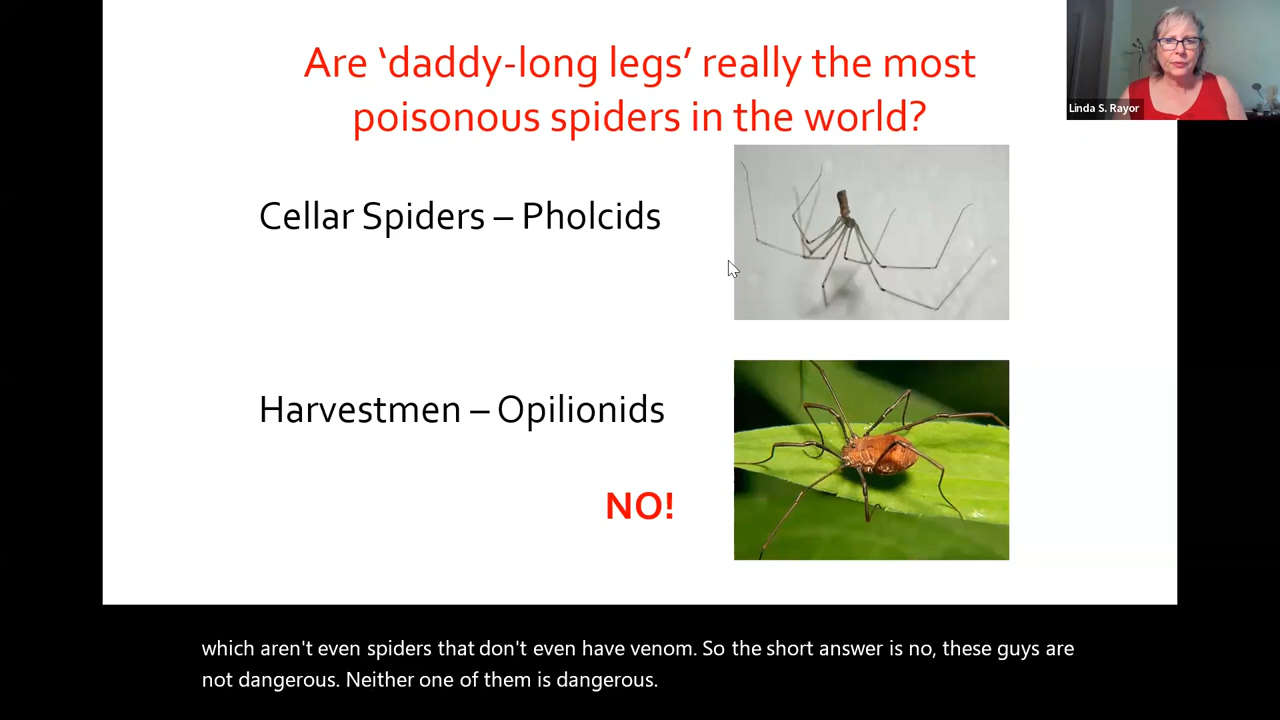 Are ‘daddy-long legs’ really the most
poisonous spiders in the world?
Linda S. Rayor
Cellar Spiders – Pholcids
Harvestmen – Opilionids
NO!
which aren't even spiders that don't even have venom. So the short answer is no, these guys are
not dangerous. Neither one of them is dangerous.